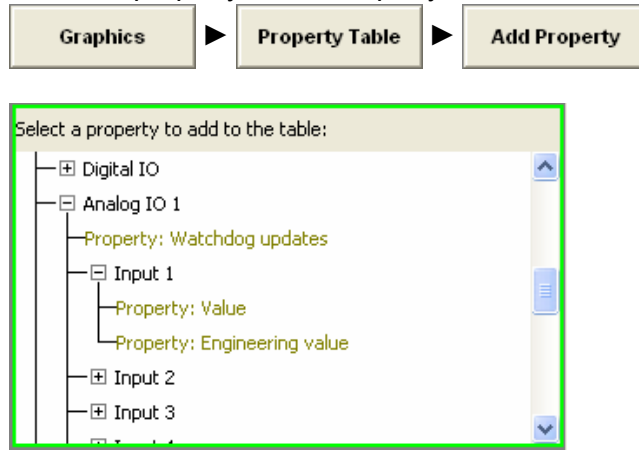 Graphics ► Property Table ► Add Property
Select a property to add to the table:
Digital IO
Analog IO 1
Property: Watchdog updates
Input 1
Property: Value
Property: Engineering value
Input 2
Input 3